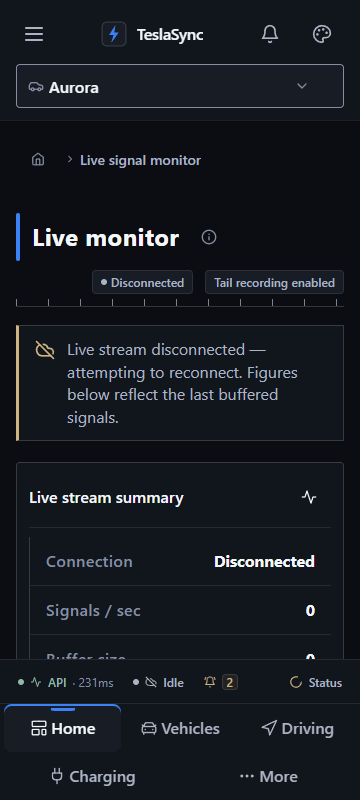 TeslaSync
Aurora
Live signal monitor
Live monitor
Disconnected
Tail recording enabled
Live stream disconnected —
attempting to reconnect. Figures
below reflect the last buffered
signals.
Live stream summary
Connection
Disconnected
Signals / sec
0
Buffer size
0
API · 231ms
Idle
2
Status
Home
Vehicles
Driving
Charging
More